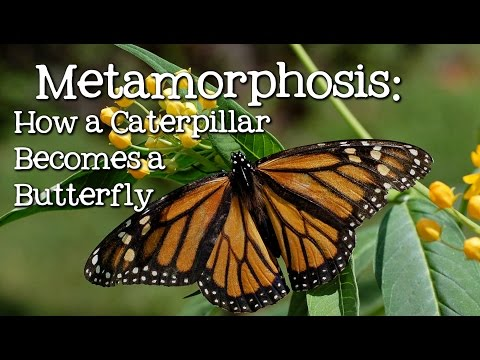 Metamorphosis:
How a Caterpillar
Becomes a
Butterfly